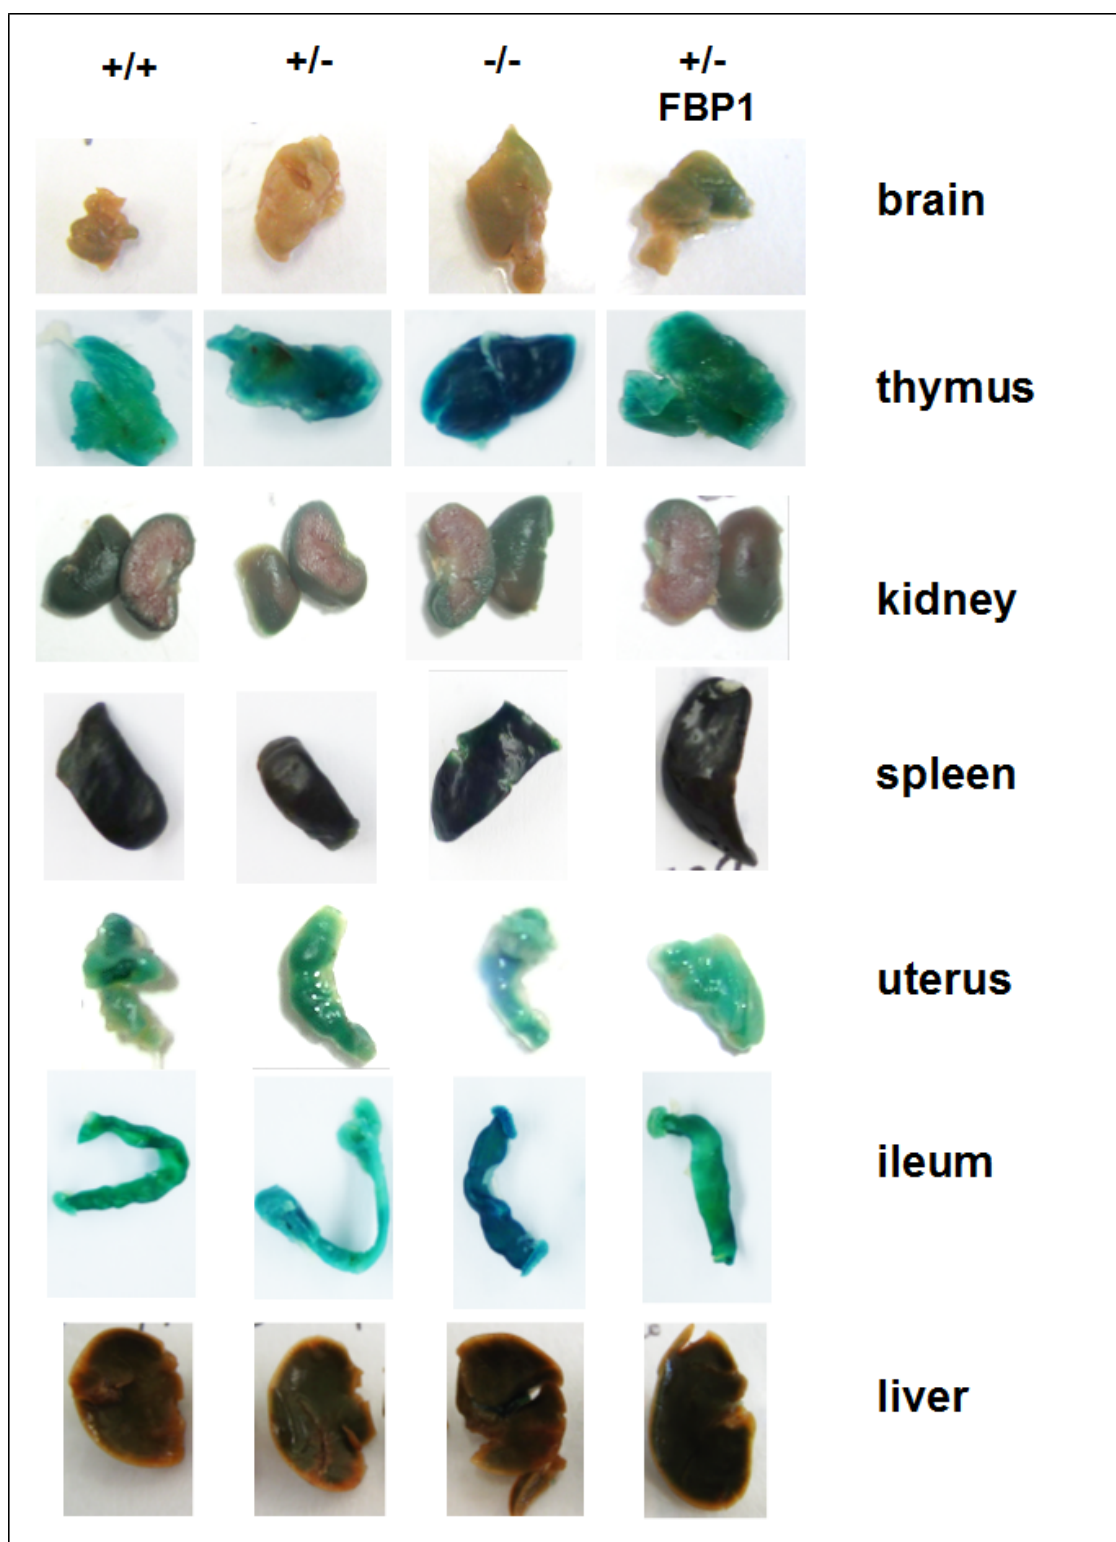 +/+
+/-
-/-
+/-
FBP1
brain
thymus
kidney
spleen
uterus
ileum
liver